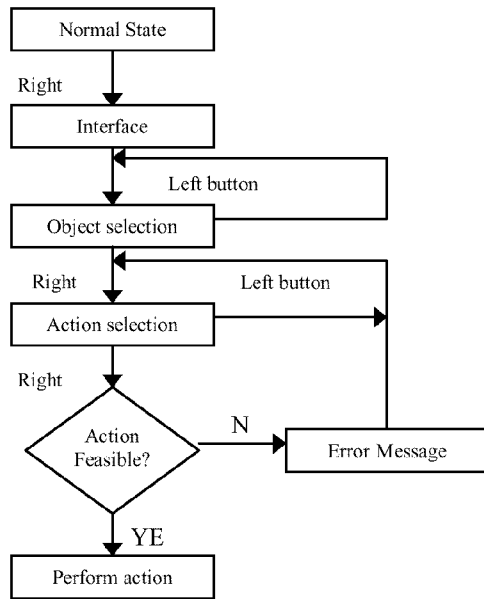 Normal State
Right
Interface
Left button
Object selection
Right
Left button
Action selection
Right
Action
Feasible?
N
Error Message
YE
Perform action